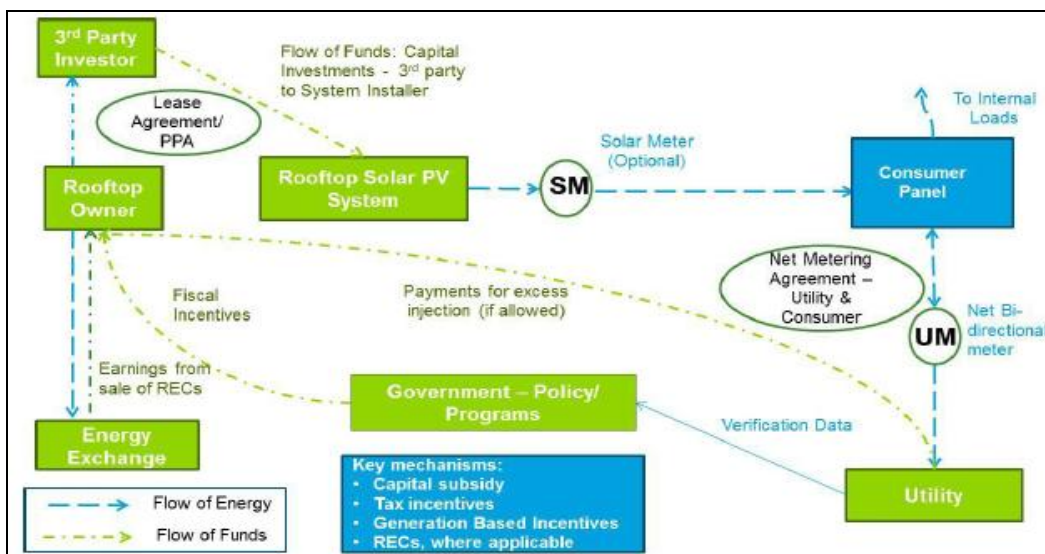 3rd Party
Investor
Flow of Funds: Capital
Investments - 3rd party
to System Installer
Lease
Agreement/
PPA
To Internal
Loads
Solar Meter
(Optional)
Rooftop
Owner
Rooftop Solar PV
System
SM
Consumer
Panel
Net Metering
Agreement –
Utility &
Consumer
Fiscal
Incentives
Payments for excess
injection (if allowed)
UM
Net Bi-
directional
meter
Earnings from
sale of RECs
Government – Policy/
Programs
Verification Data
Energy
Exchange
Key mechanisms:
• Capital subsidy
• Tax incentives
• Generation Based Incentives
• RECs, where applicable
Utility
Flow of Energy
Flow of Funds